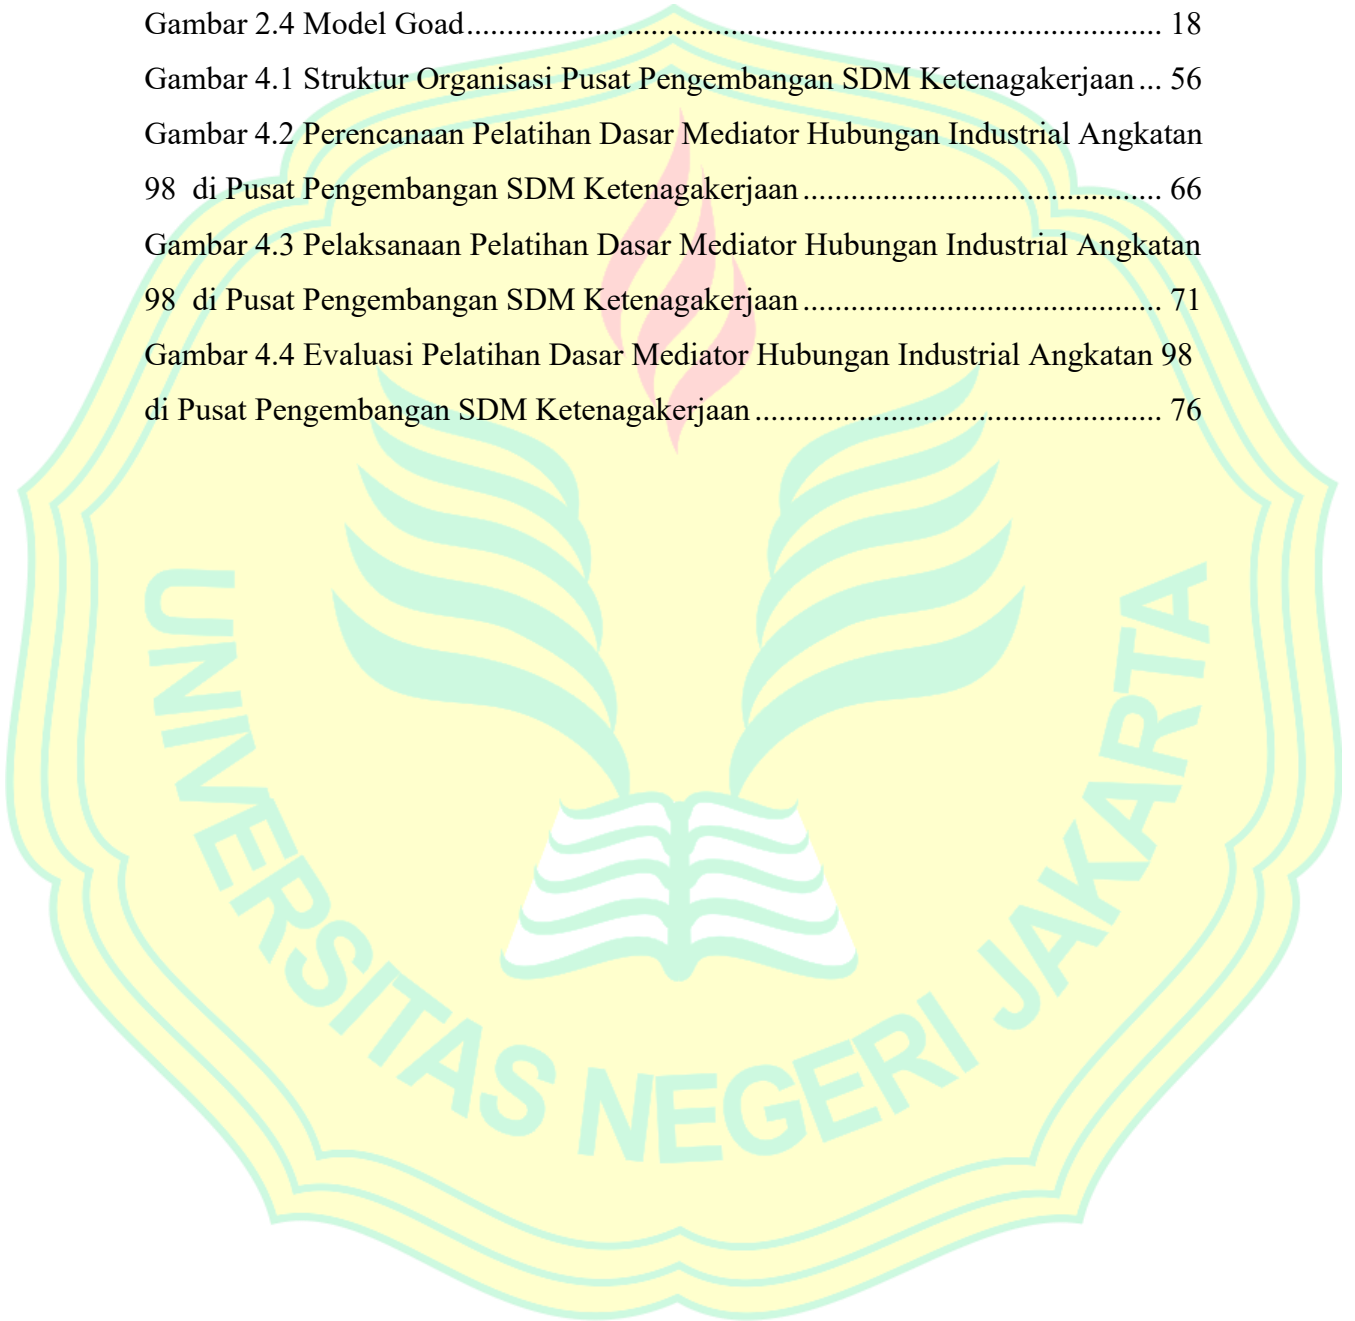 Gambar 2.4 Model Goad....................................................................................... 18
Gambar 4.1 Struktur Organisasi Pusat Pengembangan SDM Ketenagakerjaan ... 56
Gambar 4.2 Perencanaan Pelatihan Dasar Mediator Hubungan Industrial Angkatan
98  di Pusat Pengembangan SDM Ketenagakerjaan ............................................. 66
Gambar 4.3 Pelaksanaan Pelatihan Dasar Mediator Hubungan Industrial Angkatan
98  di Pusat Pengembangan SDM Ketenagakerjaan ............................................. 71
Gambar 4.4 Evaluasi Pelatihan Dasar Mediator Hubungan Industrial Angkatan 98
di Pusat Pengembangan SDM Ketenagakerjaan ................................................... 76
UNIVERSITAS NEGERI JAKARTA